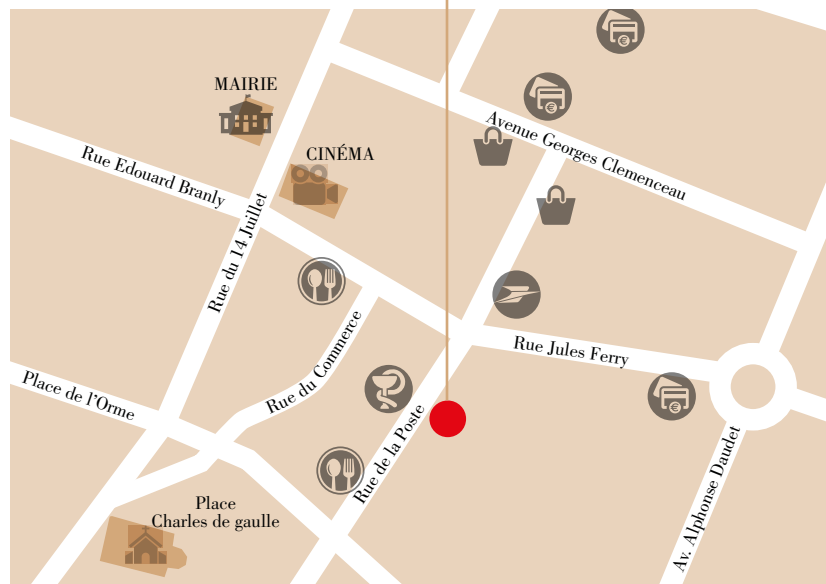 MAIRIE
Avenue Georges Clemenceau
CINÉMA
Rue Edouard Branly
Rue du 14 Juillet
Rue Jules Ferry
Rue du Commerce
Place de l'Orme
Rue de la Poste
Av. Alphonse Daudet
Place
Charles de gaulle
€
€
€